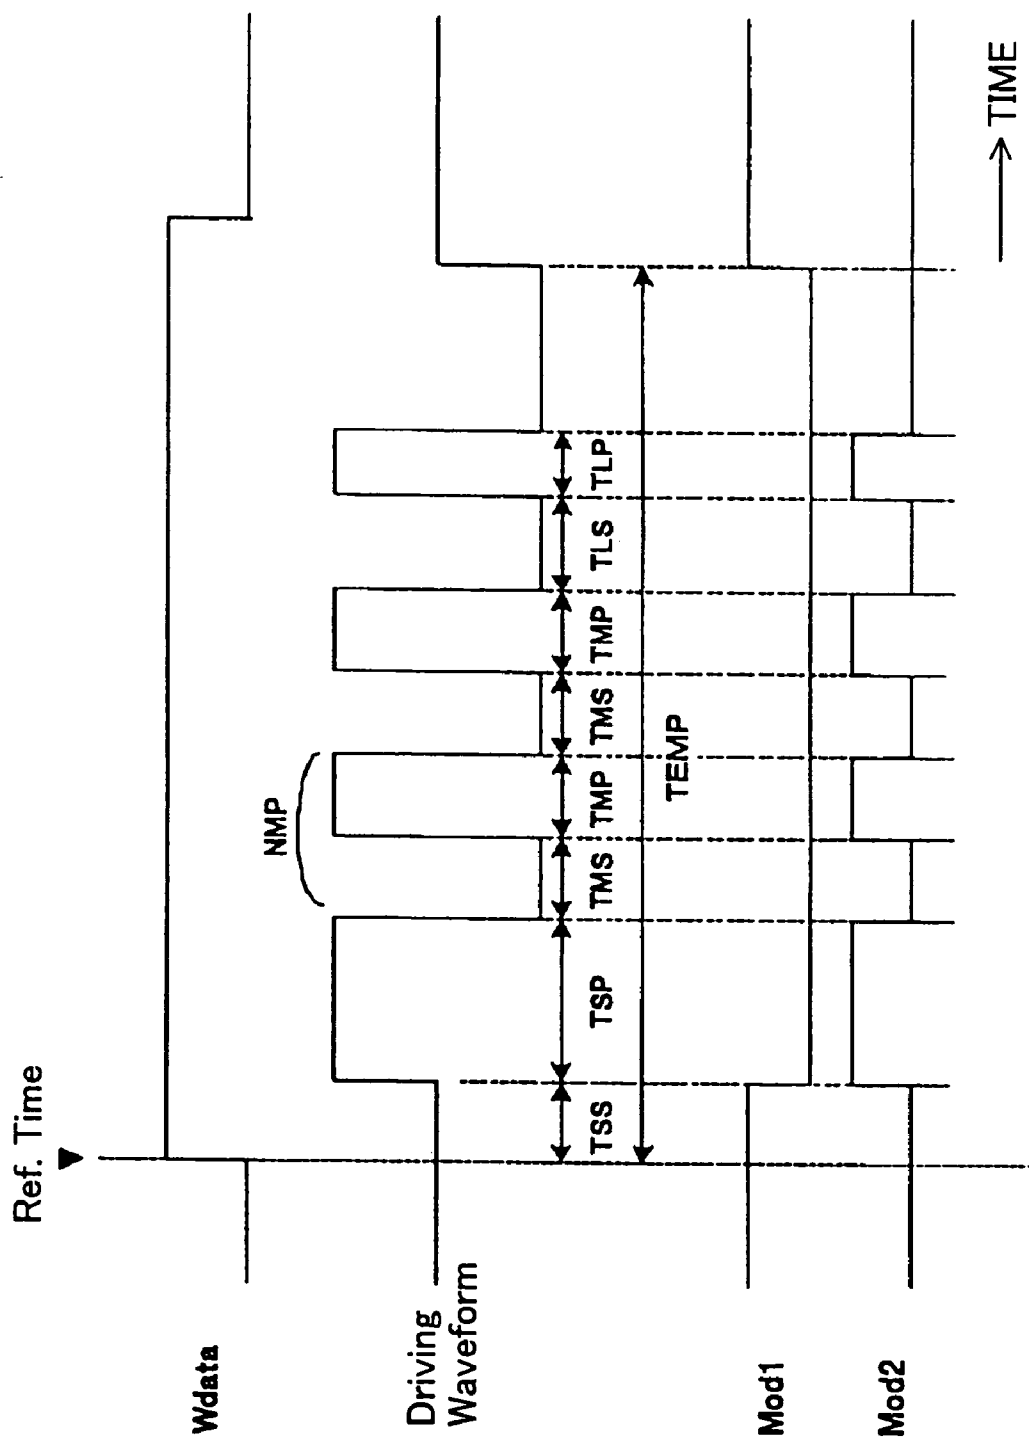 Ref. Time
Wdata
NMP
Driving
Waveform
TSS
TSP
TMS
TMP
TMS
TMP
TLS
TLP
TEMP
Mod1
Mod2
TIME